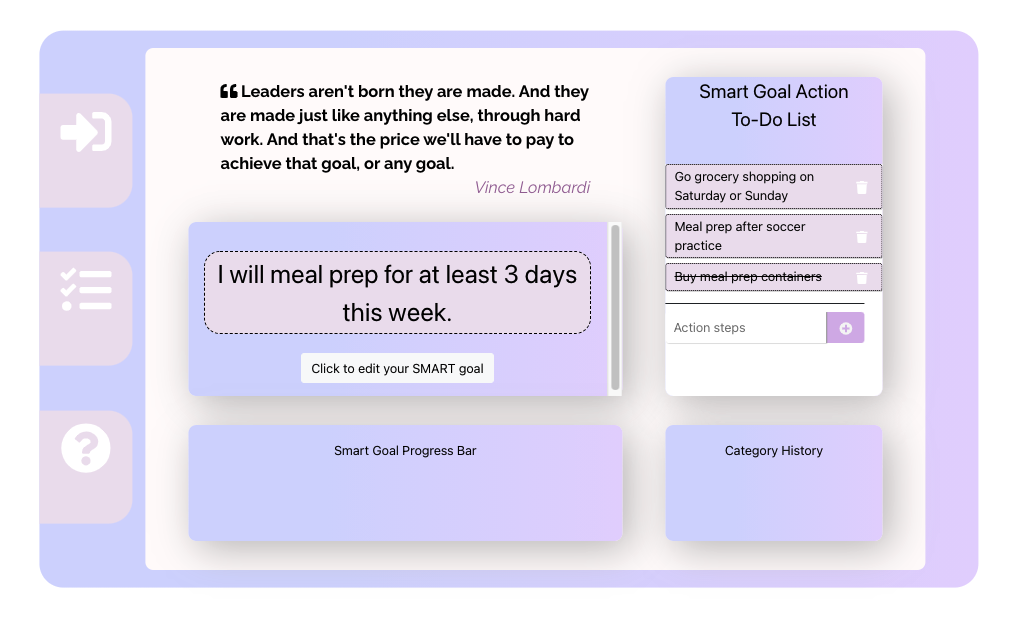 ❝ Leaders aren't born they are made. And they
are made just like anything else, through hard
work. And that's the price we'll have to pay to
achieve that goal, or any goal.
Vince Lombardi
I will meal prep for at least 3 days
this week.
Click to edit your SMART goal
Smart Goal Action
To-Do List
Go grocery shopping on
Saturday or Sunday
Meal prep after soccer
practice
Buy meal prep containers
Action steps
Smart Goal Progress Bar
Category History